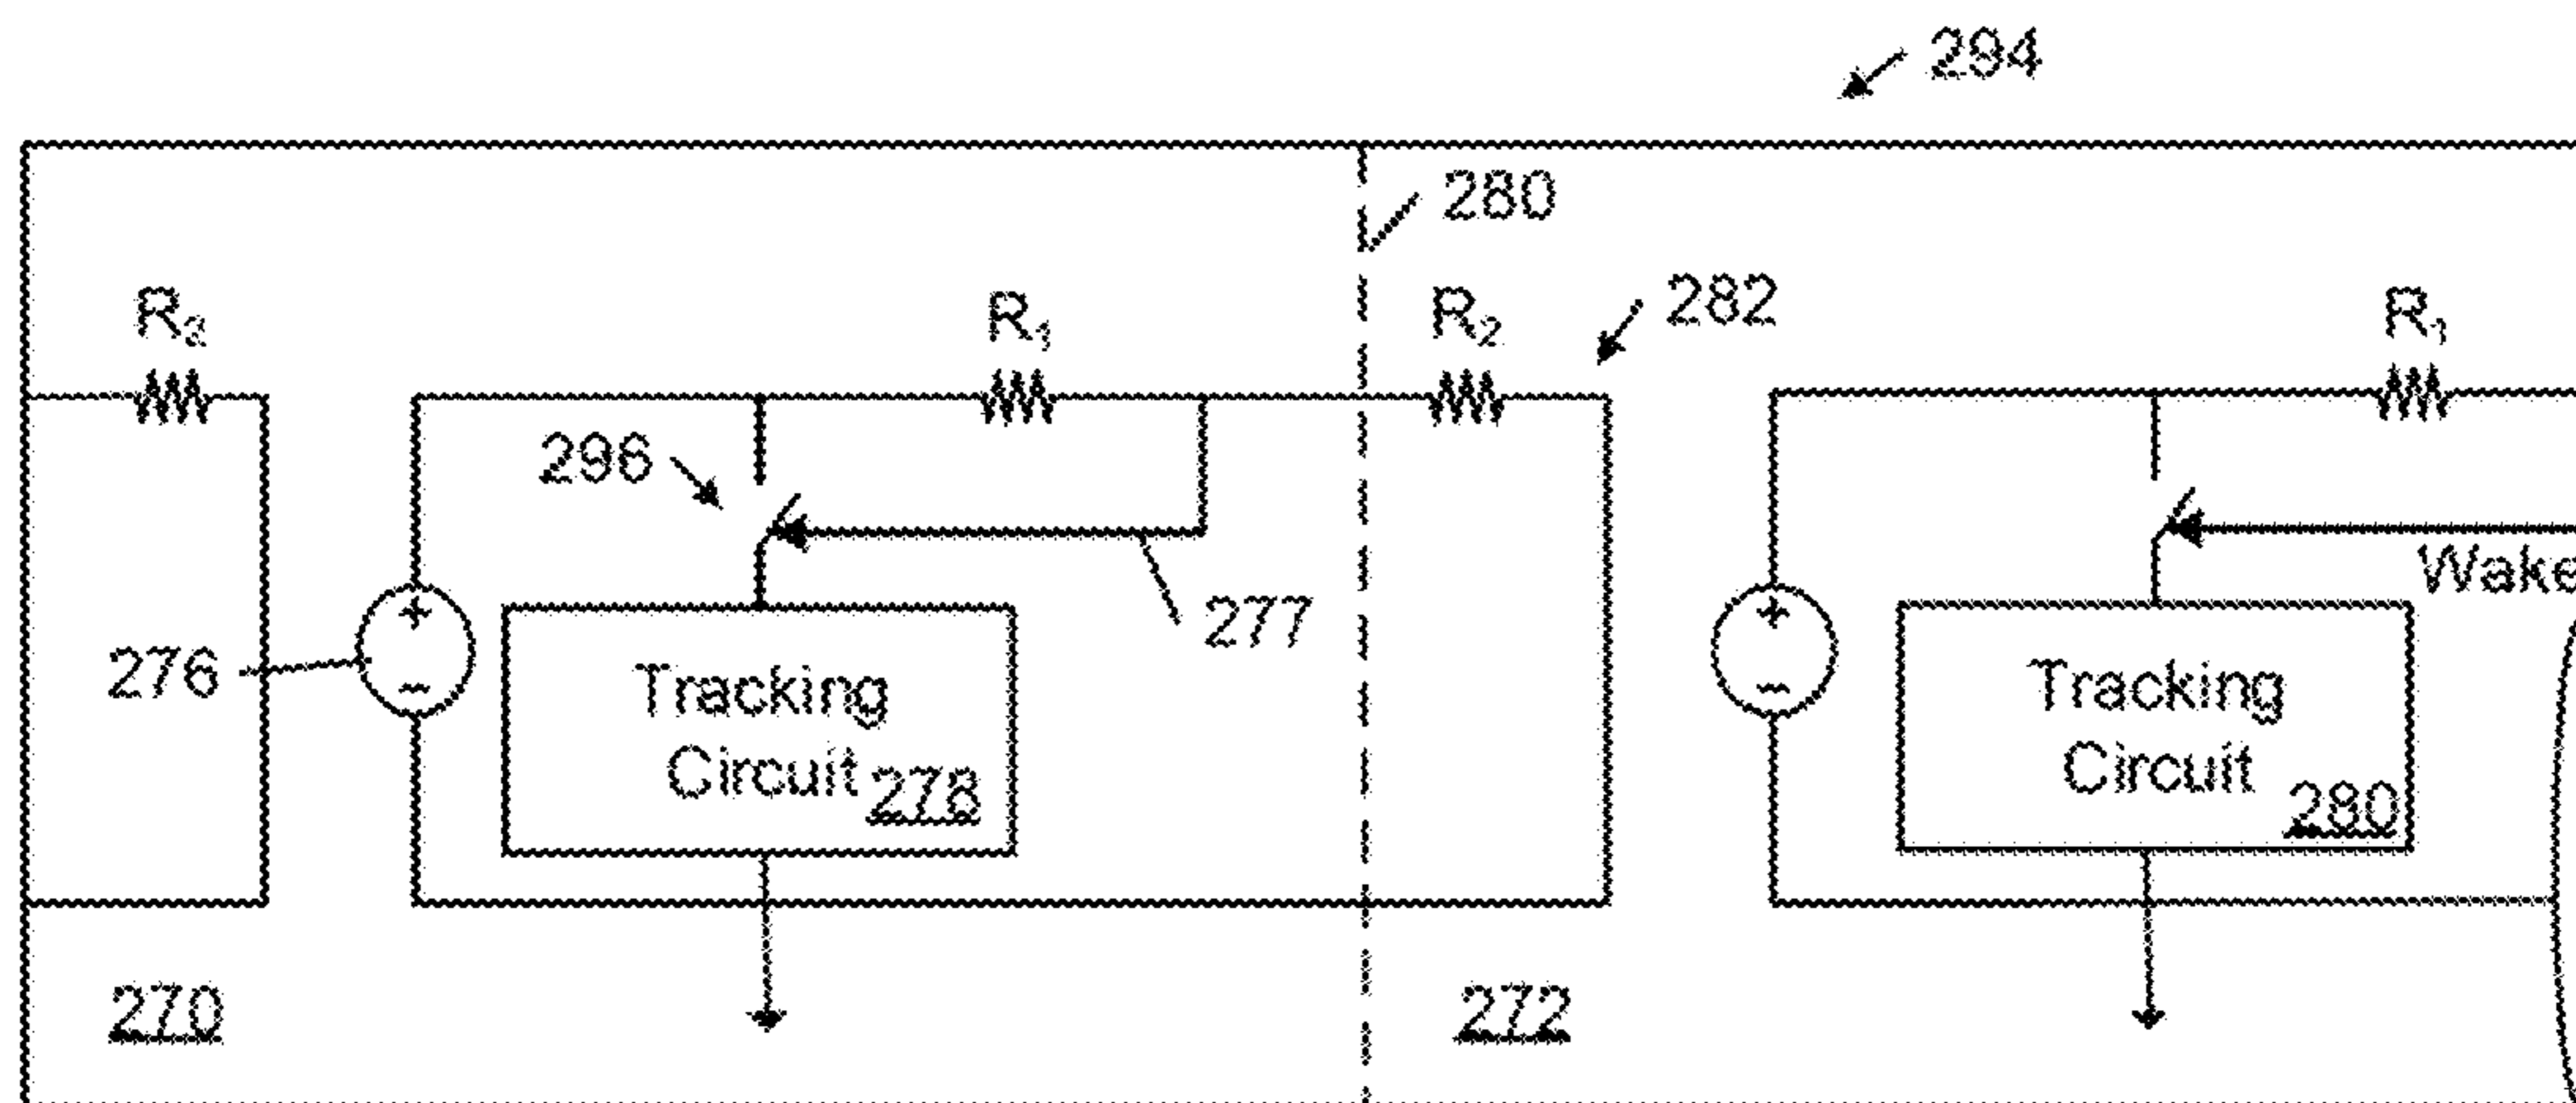 294
280
282
R₂
R₁
R₂
R₁
296
277
Wake
276
Tracking
Circuit 278
Tracking
Circuit 280
270
272